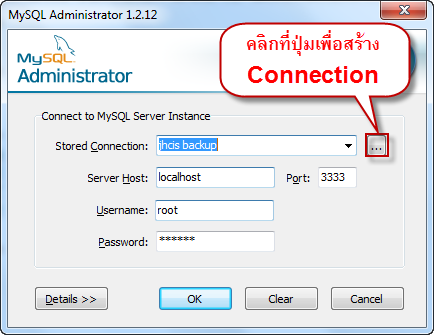 MySQL Administrator 1.2.12
MySQL
Administrator
คลิกที่ปุ่มเพื่อสร้าง
Connection
Connect to MySQL Server Instance
Stored Connection: jhcis backup ...
Server Host: localhost Port: 3333
Username: root
Password: ******
Details >> OK Clear Cancel